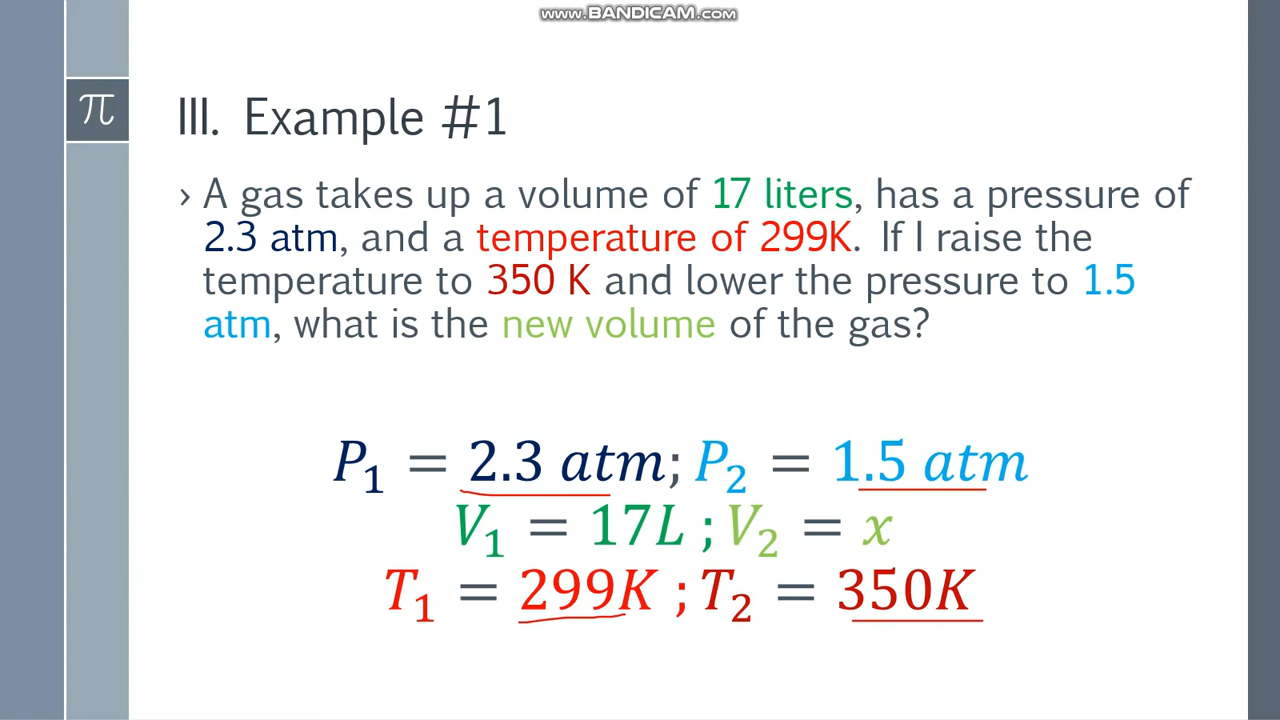 www.BANDICAM.com
π
III. Example #1
› A gas takes up a volume of 17 liters, has a pressure of
2.3 atm, and a temperature of 299K. If I raise the
temperature to 350 K and lower the pressure to 1.5
atm, what is the new volume of the gas?
P₁ = 2.3 atm; P₂ = 1.5 atm
V₁ = 17L ; V₂ = x
T₁ = 299K ; T₂ = 350K